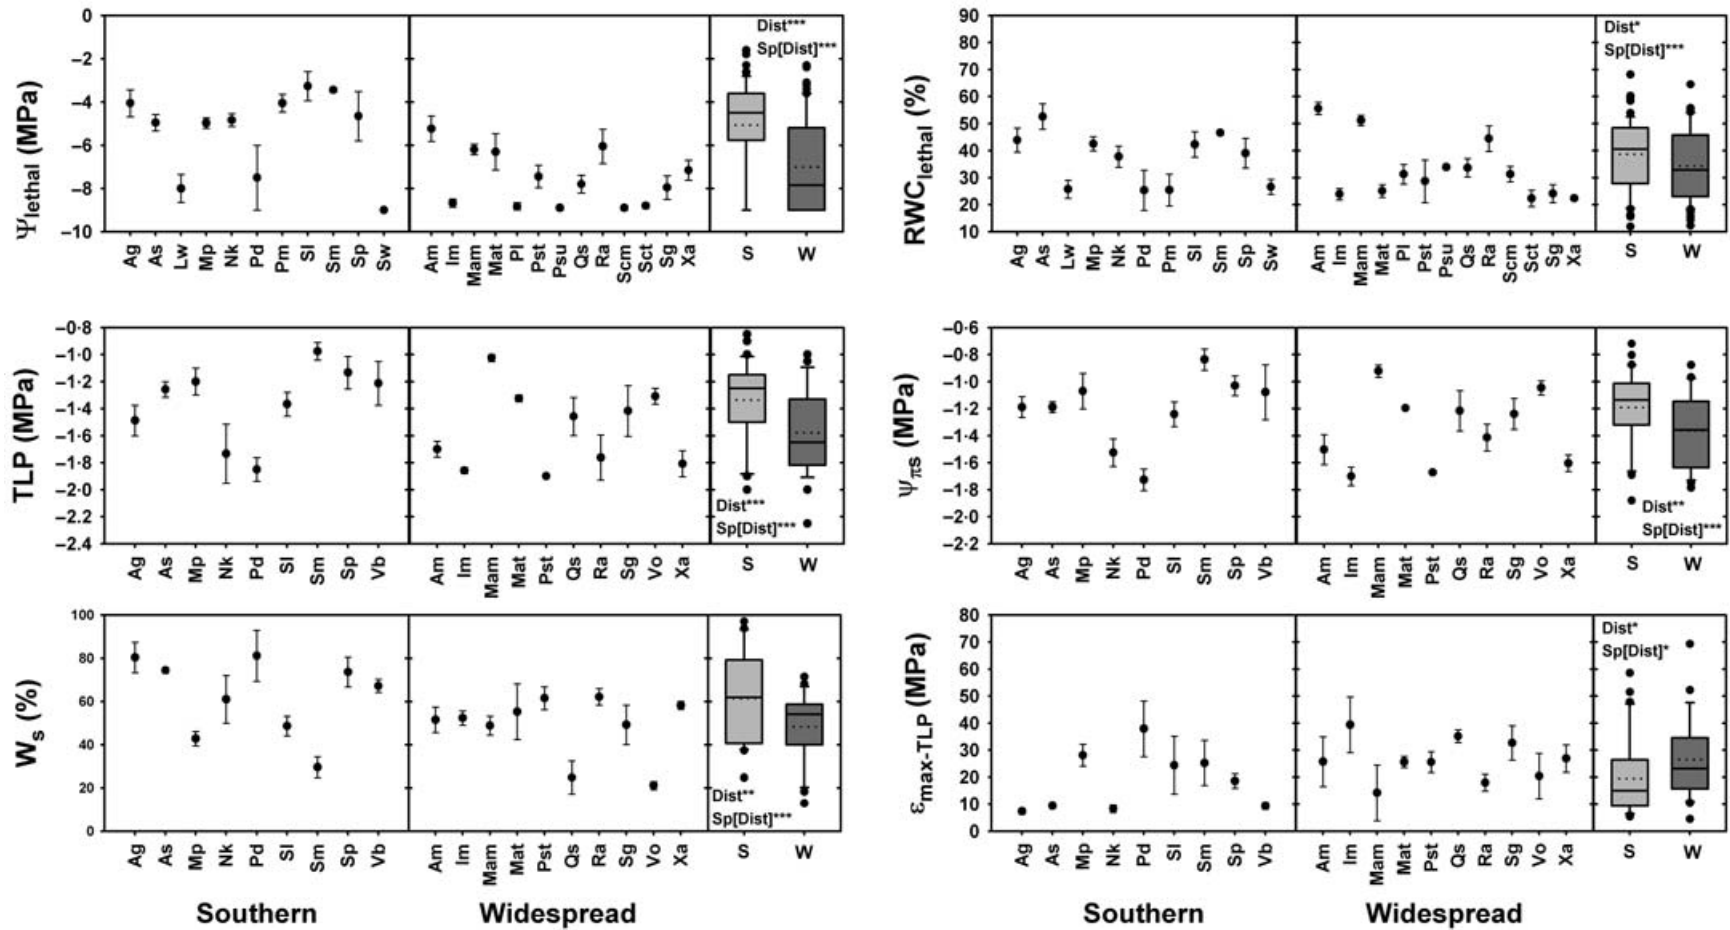 Ψlethal (MPa)
0
–2
–4
–6
–8
–10
Dist***
Sp[Dist]***
Ag As Lw Mp Nk Pd Pm Sl Sm Sp Sw
Am Im Mam Mat Pl Pst Psu Qs Ra Scm Sct Sg Xa
S W
RWClethal (%)
90
80
70
60
50
40
30
20
10
Dist*
Sp[Dist]***
Ag As Lw Mp Nk Pd Pm Sl Sm Sp Sw
Am Im Mam Mat Pl Pst Psu Qs Ra Scm Sct Sg Xa
S W
TLP (MPa)
–0·8
–1·0
–1·2
–1·4
–1·6
–1·8
–2·0
–2.2
–2.4
Dist***
Sp[Dist]***
Ag As Mp Nk Pd Sl Sm Sp Vb
Am Im Mam Mat Pst Qs Ra Sg Vo Xa
S W
ψπs (MPa)
–0·6
–0·8
–1·0
–1·2
–1·4
–1·6
–1·8
–2·0
–2·2
Dist**
Sp[Dist]***
Ag As Mp Nk Pd Sl Sm Sp Vb
Am Im Mam Mat Pst Qs Ra Sg Vo Xa
S W
Ws (%)
100
80
60
40
20
0
Dist**
Sp[Dist]***
Ag As Mp Nk Pd Sl Sm Sp Vb
Am Im Mam Mat Pst Qs Ra Sg Vo Xa
S W
εmax-TLP (MPa)
80
70
60
50
40
30
20
10
0
Dist*
Sp[Dist]*
Ag As Mp Nk Pd Sl Sm Sp Vb
Am Im Mam Mat Pst Qs Ra Sg Vo Xa
S W
Southern Widespread
Southern Widespread